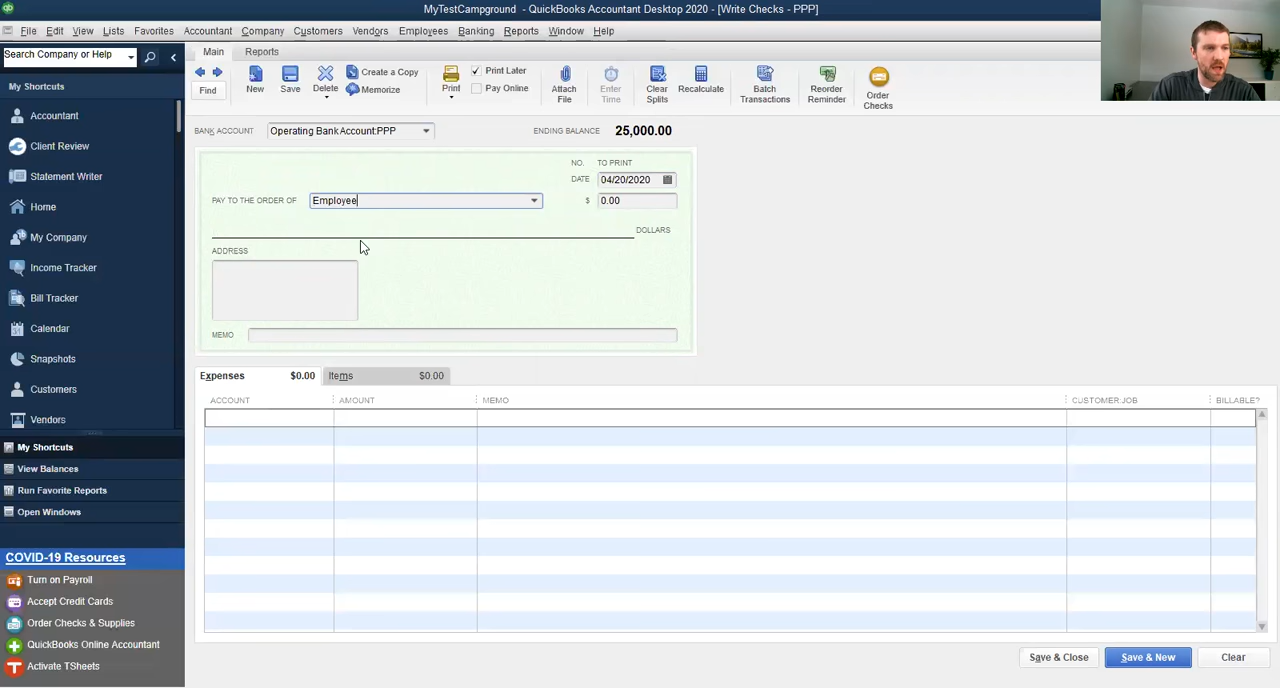 MyTestCampground - QuickBooks Accountant Desktop 2020 - [Write Checks - PPP]
File Edit View Lists Favorites Accountant Company Customers Vendors Employees Banking Reports Window Help
Search Company or Help
Main Reports
Find
New
Save
Delete
Create a Copy
Memorize
Print
Print Later
Pay Online
Attach File
Enter Time
Clear Splits
Recalculate
Batch Transactions
Reorder Reminder
Order Checks
My Shortcuts
Accountant
Client Review
Statement Writer
Home
My Company
Income Tracker
Bill Tracker
Calendar
Snapshots
Customers
Vendors
My Shortcuts
View Balances
Run Favorite Reports
Open Windows
COVID-19 Resources
Turn on Payroll
Accept Credit Cards
Order Checks & Supplies
QuickBooks Online Accountant
Activate TSheets
BANK ACCOUNT Operating Bank Account:PPP ENDING BALANCE 25,000.00
NO. TO PRINT
DATE 04/20/2020
PAY TO THE ORDER OF Employee $ 0.00
DOLLARS
ADDRESS
MEMO
Expenses $0.00 Items $0.00
ACCOUNT AMOUNT MEMO CUSTOMER:JOB BILLABLE?
Save & Close Save & New Clear